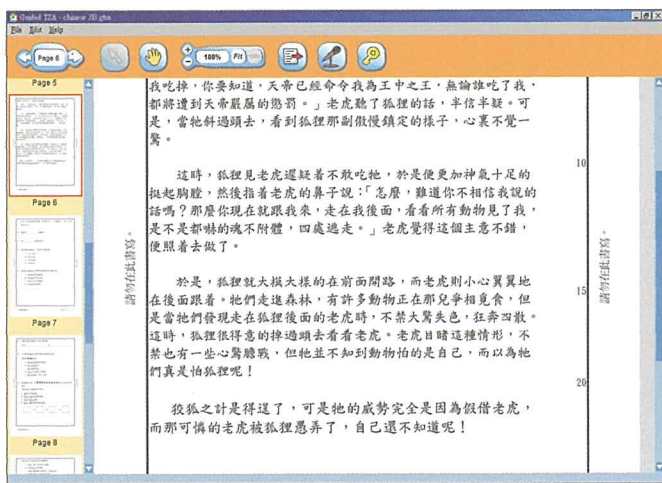 Guided TSA - chinese 3B.gtm
File Edit Help
Page 6
100% Fit
Page 5
Page 6
Page 7
Page 8
我吃掉，你要知道，天帝已經命令我為王中之王，無論誰吃了我，
都將遭到天帝嚴厲的懲罰。」老虎聽了狐狸的話，半信半疑。可
是，當牠斜過頭去，看到狐狸那副傲慢鎮定的樣子，心裏不覺一
驚。
這時，狐狸見老虎遲疑着不敢吃牠，於是便更加神氣十足的
挺起胸膛，然後指着老虎的鼻子說：「怎麼，難道你不相信我說的
話嗎？那麼你現在就跟我來，走在我後面，看看所有動物見了我，
是不是都嚇的魂不附體，四處逃走。」老虎覺得這個主意不錯，
便照着去做了。
於是，狐狸就大模大樣的在前面開路，而老虎則小心翼翼地
在後面跟着。牠們走進森林，有許多動物正在那兒爭相覓食，但
是當牠們發現走在狐狸後面的老虎時，不禁大驚失色，狂奔四散。
這時，狐狸很得意的掉過頭去看看老虎。老虎目睹這種情形，不
禁也有一些心驚膽戰，但牠並不知到動物怕的是自己，而以為牠
們真是怕狐狸呢！
狡狐之計是得逞了，可是牠的威勢完全是因為假借老虎，
而那可憐的老虎被狐狸愚弄了，自己還不知道呢！
10
15
20
請勿在此書寫。
請勿在此書寫。